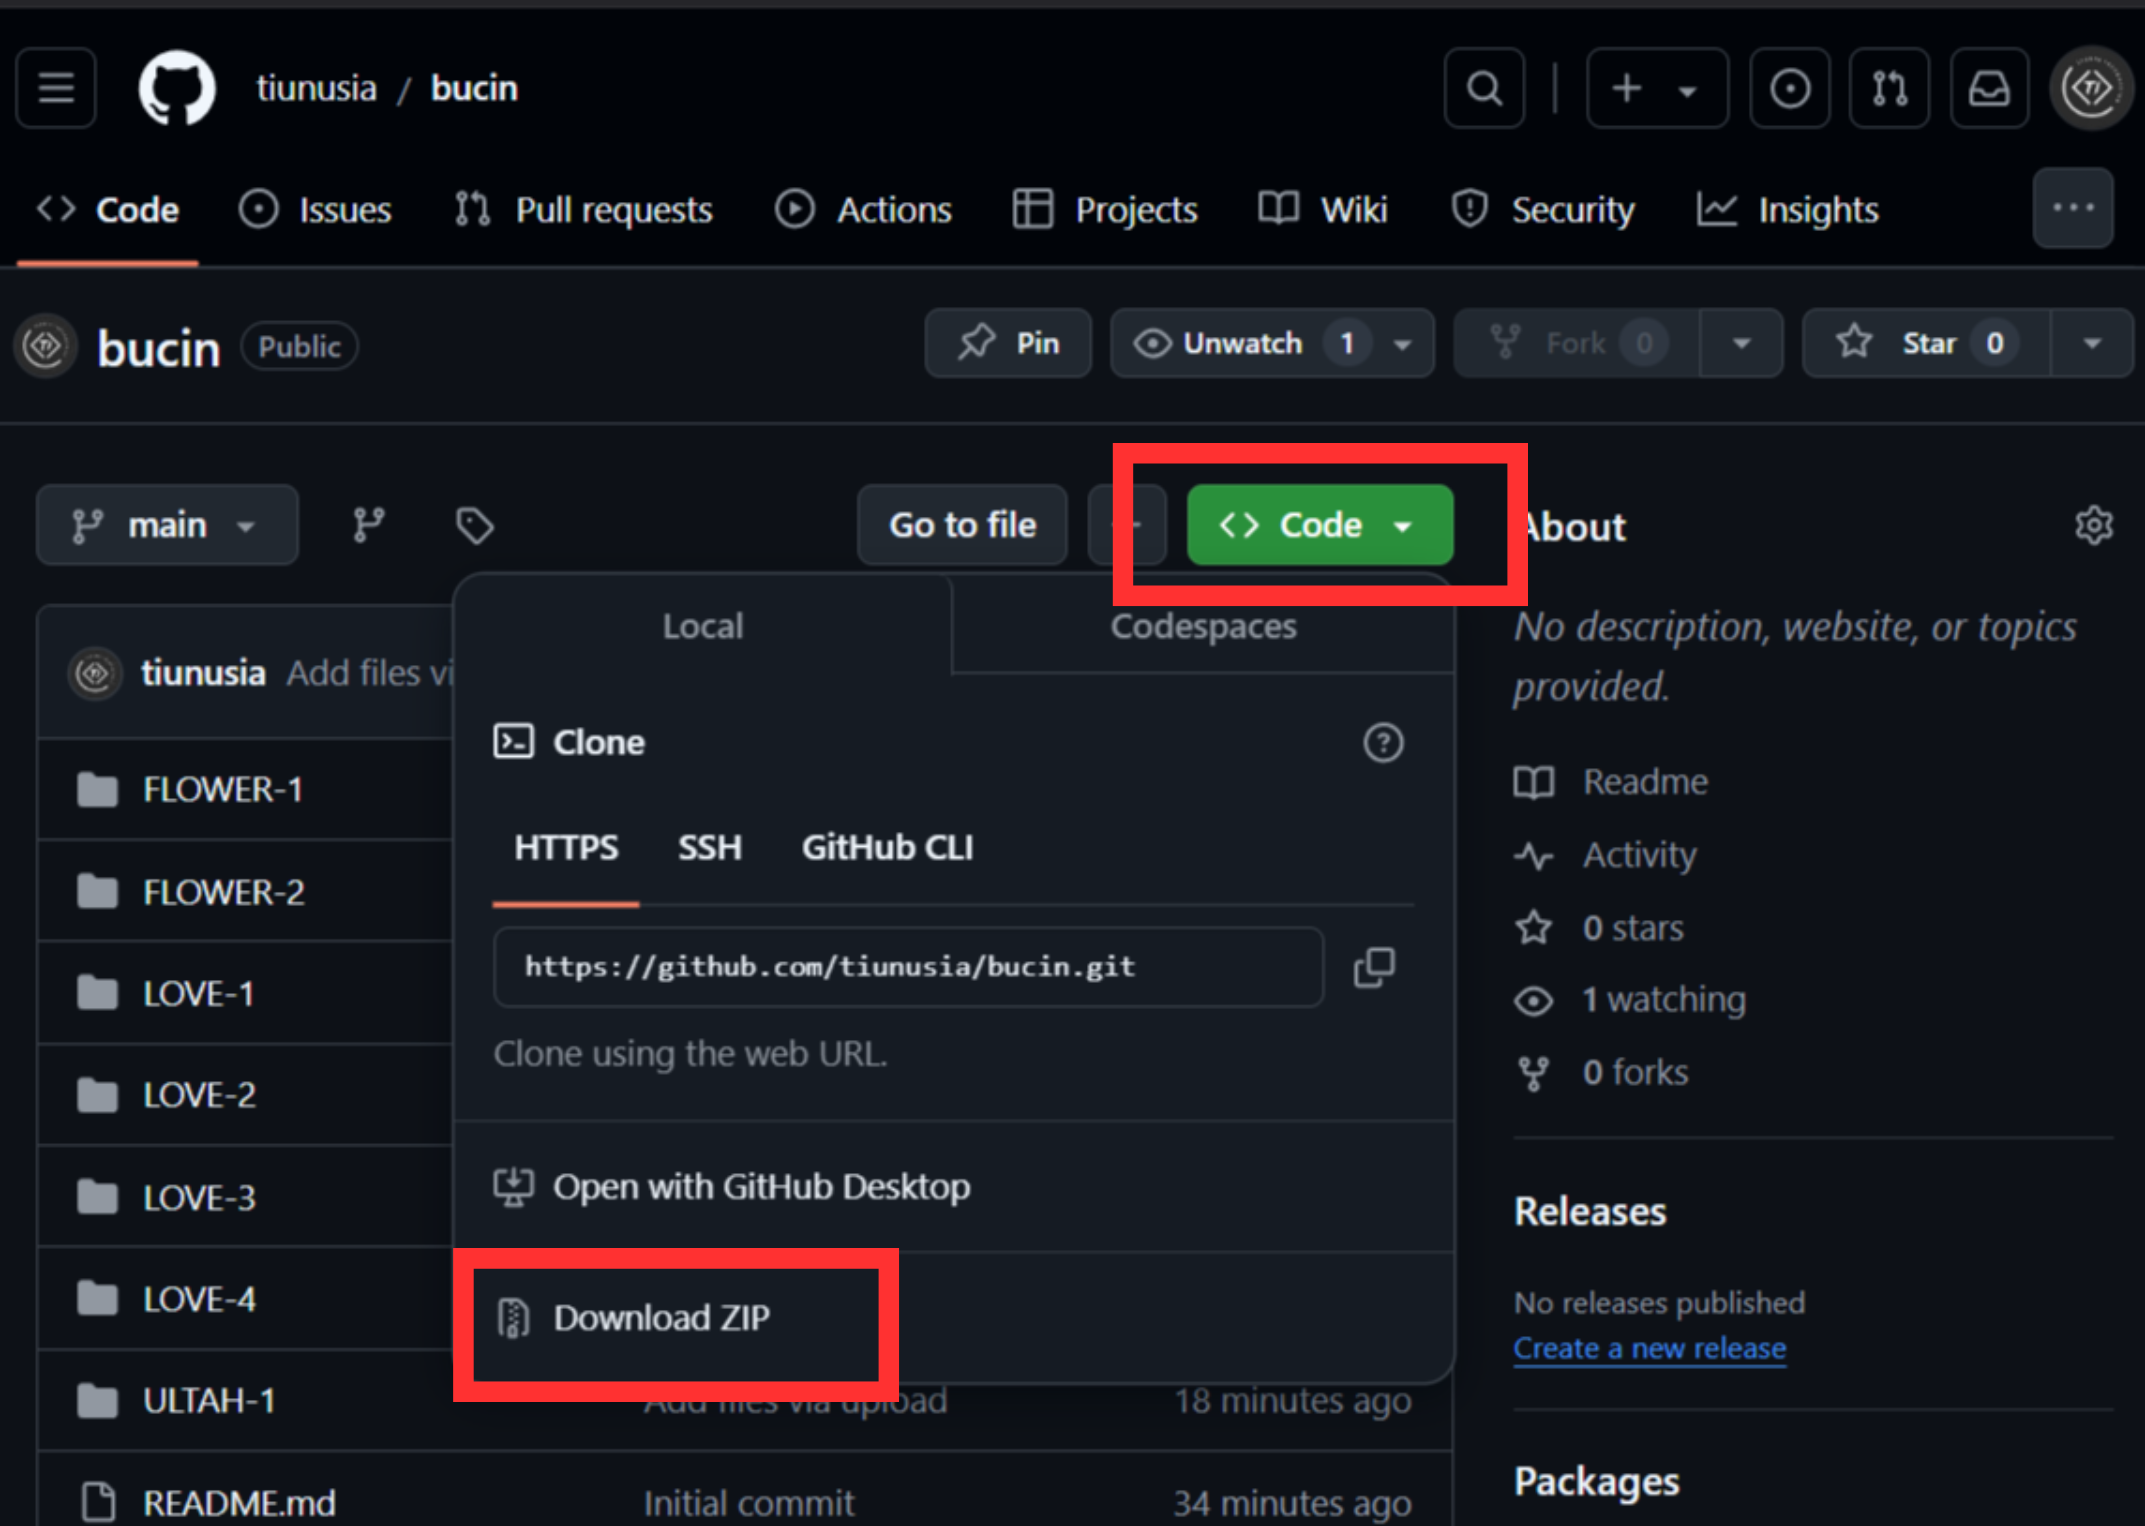 tiunusia / bucin
Code Issues Pull requests Actions Projects Wiki Security Insights
bucin Public Pin Unwatch 1 Fork 0 Star 0
main Go to file Code About
Local Codespaces
No description, website, or topics
provided.
tiunusia Add files vi
Clone
FLOWER-1
HTTPS SSH GitHub CLI
FLOWER-2
https://github.com/tiunusia/bucin.git
LOVE-1
Clone using the web URL.
LOVE-2
Open with GitHub Desktop
LOVE-3
Download ZIP
LOVE-4
ULTAH-1 Add files via upload 18 minutes ago
README.md Initial commit 34 minutes ago
Readme
Activity
0 stars
1 watching
0 forks
Releases
No releases published
Create a new release
Packages